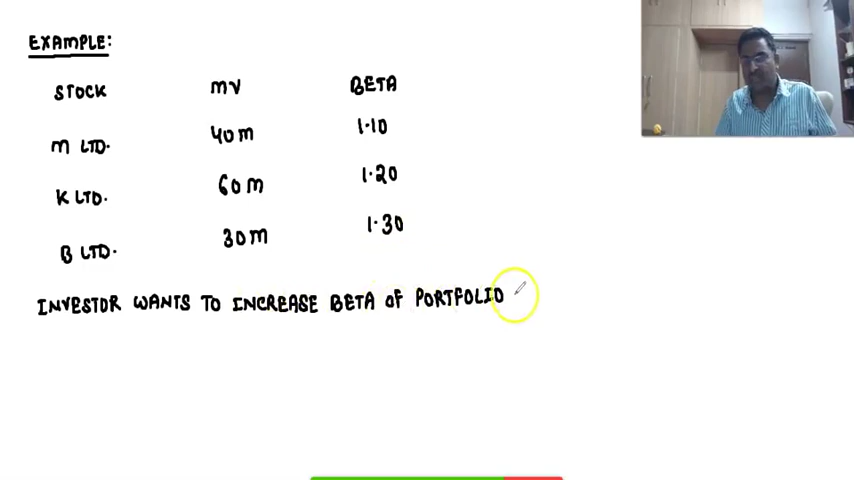 EXAMPLE:
STOCK MV BETA
M LTD. 40M 1.10
K LTD. 60M 1.20
B LTD. 30M 1.30
INVESTOR WANTS TO INCREASE BETA OF PORTFOLIO